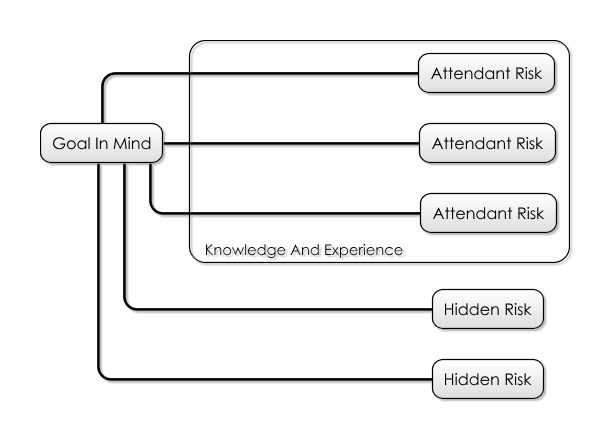 Attendant Risk
Goal In Mind
Attendant Risk
Attendant Risk
Knowledge And Experience
Hidden Risk
Hidden Risk